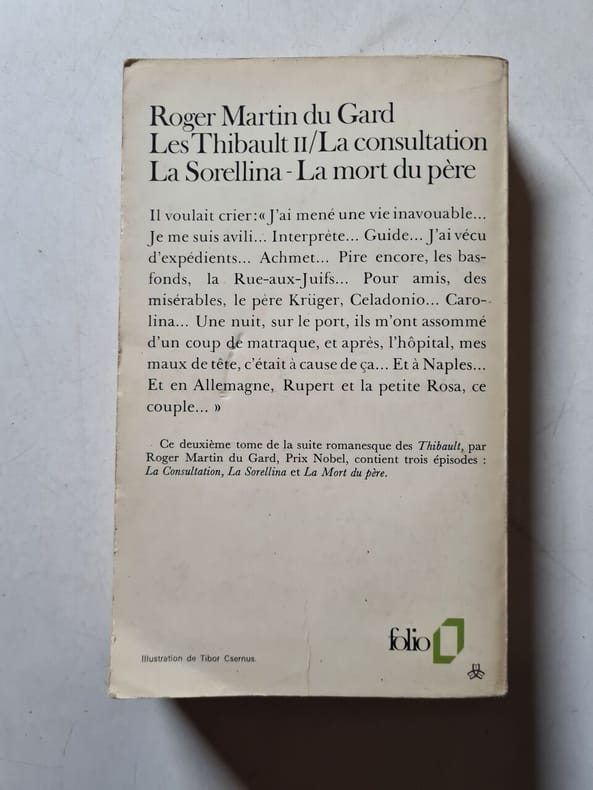 Roger Martin du Gard
Les Thibault II/La consultation
La Sorellina - La mort du père
Il voulait crier: « J'ai mené une vie inavouable...
Je me suis avili... Interprète... Guide... J'ai vécu
d'expédients... Achmet... Pire encore, les bas-
fonds, la Rue-aux-Juifs... Pour amis, des
misérables, le père Krüger, Celadonio... Caro-
lina... Une nuit, sur le port, ils m'ont assommé
d'un coup de matraque, et après, l'hôpital, mes
maux de tête, c'était à cause de ça... Et à Naples...
Et en Allemagne, Rupert et la petite Rosa, ce
couple... »
Ce deuxième tome de la suite romanesque des Thibault, par
Roger Martin du Gard, Prix Nobel, contient trois épisodes :
La Consultation, La Sorellina et La Mort du père.
folio
Illustration de Tibor Csernus.